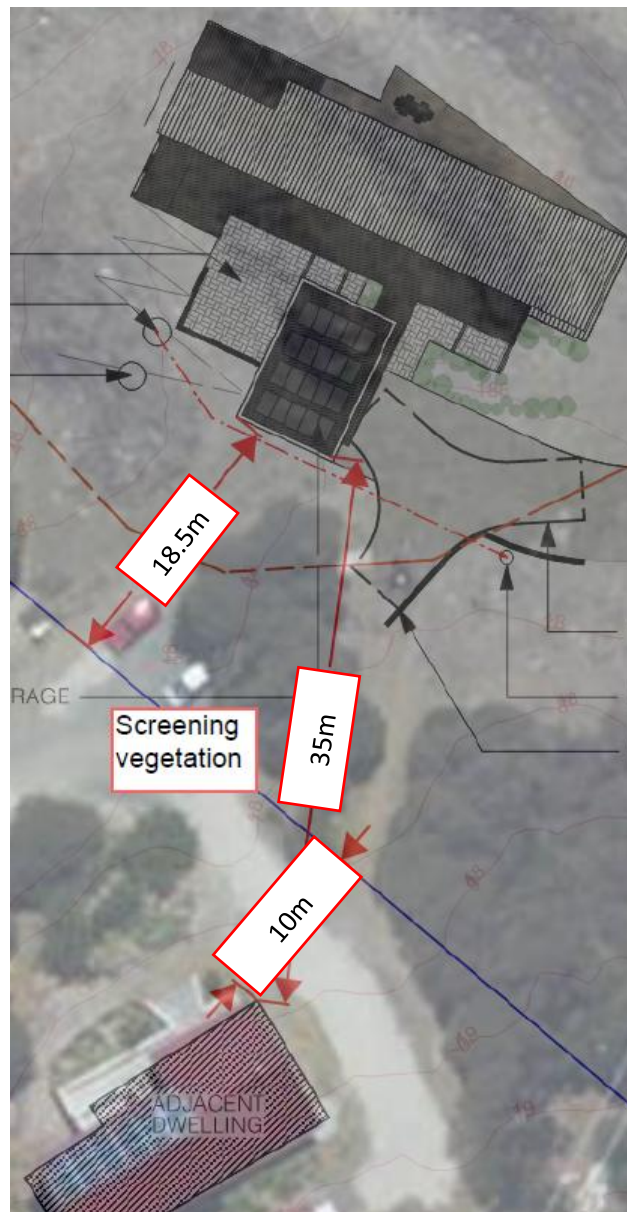 18.5m
RAGE
Screening
vegetation
35m
10m
ADJACENT
DWELLING